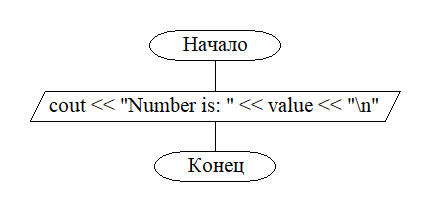 Начало
cout << "Number is: " << value << "\n"
Конец